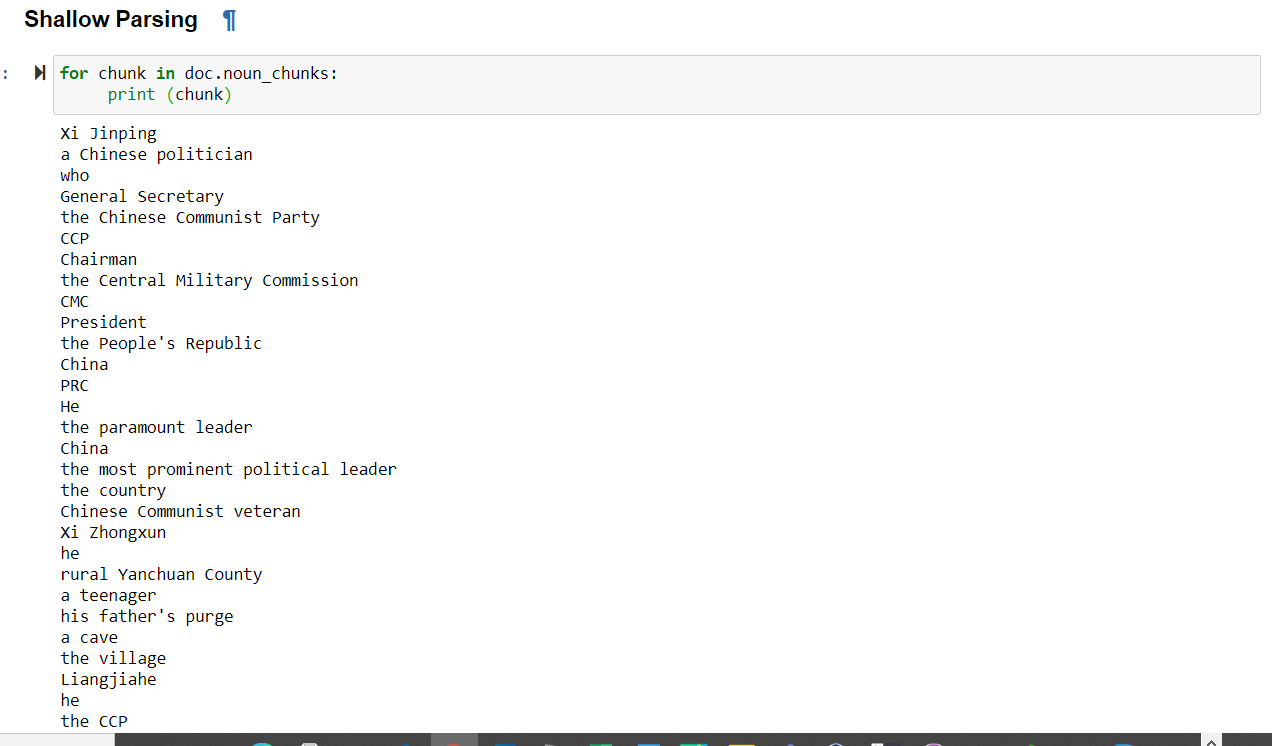 Shallow Parsing ¶
:
for chunk in doc.noun_chunks:
     print (chunk)
Xi Jinping
a Chinese politician
who
General Secretary
the Chinese Communist Party
CCP
Chairman
the Central Military Commission
CMC
President
the People's Republic
China
PRC
He
the paramount leader
China
the most prominent political leader
the country
Chinese Communist veteran
Xi Zhongxun
he
rural Yanchuan County
a teenager
his father's purge
a cave
the village
Liangjiahe
he
the CCP